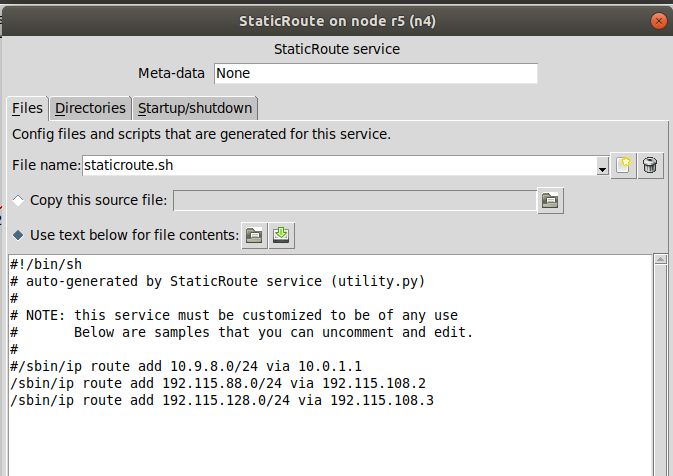 StaticRoute on node r5 (n4)
StaticRoute service
Meta-data None
Files Directories Startup/shutdown
Config files and scripts that are generated for this service.
File name: staticroute.sh
Copy this source file:
Use text below for file contents:
#!/bin/sh
# auto-generated by StaticRoute service (utility.py)
#
# NOTE: this service must be customized to be of any use
#       Below are samples that you can uncomment and edit.
#
#/sbin/ip route add 10.9.8.0/24 via 10.0.1.1
/sbin/ip route add 192.115.88.0/24 via 192.115.108.2
/sbin/ip route add 192.115.128.0/24 via 192.115.108.3